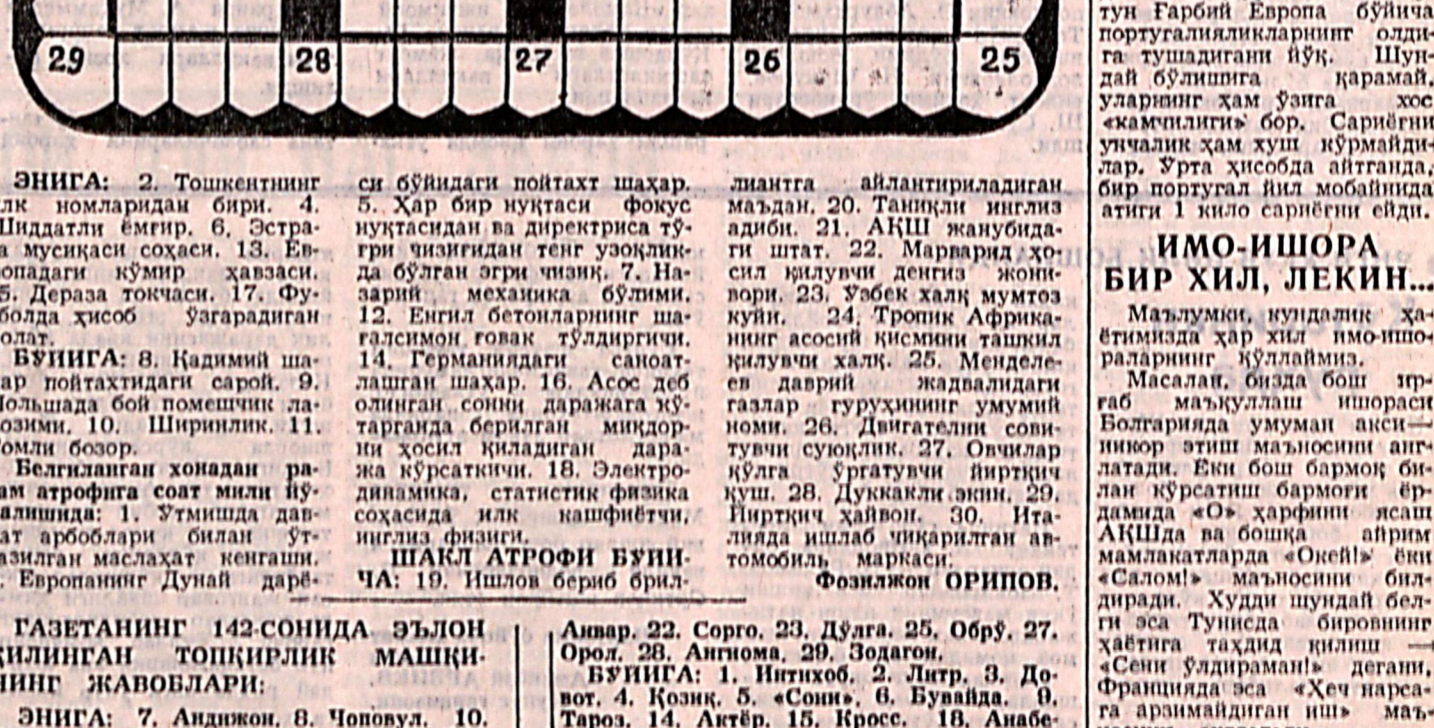 29 28 27 26 25
ЭНИГА: 2. Тошкентнинг
илк номларидан бири. 4.
Шиддатли ёмғир. 6. Эстра-
да мусиқаси соҳаси. 13. Ев-
ропадаги кўмир ҳавзаси.
15. Дераза токчаси. 17. Фу-
болда ҳисоб ўзгарадиган
ҳолат.
БЎЙИГА: 8. Қадимий ша-
ҳар пойтахтидаги сарой. 9.
Польшада бой помешчик ла-
возими. 10. Ширинлик. 11.
Номли бозор.
Белгиланган хонадан ра-
қам атрофига соат мили йў-
налишида: 1. Ўтмишда дав-
лат арбоблари билан ўт-
казилган маслаҳат кенгаши.
Европанинг Дунай дарё-
си бўйидаги пойтахт шаҳар.
5. Ҳар бир нуқтаси фокус
нуқтасидан ва директриса тў-
ғри чизиғидан тенг узоқлик-
да бўлган эгри чизиқ. 7. На-
зарий механика бўлими.
12. Енгил бетонларнинг ша-
ғалсимон ғовак тўлдиргичи.
14. Германиядаги саноат-
лашган шаҳар. 16. Асос деб
олинган сонни даражага кў-
тарганда берилган миқдор-
ни ҳосил қиладиган дара-
жа кўрсаткичи. 18. Электро-
динамика, статистик физика
соҳасида илк кашфиётчи,
инглиз физиги.
ШАКЛ АТРОФИ БЎЙИ-
ЧА: 19. Ишлов бериб брил-
лиантга айлантириладиган
маъдан. 20. Таниқли инглиз
адиби. 21. АҚШ жанубида-
ги штат. 22. Марварид ҳо-
сил қилувчи денгиз жони-
вори. 23. Ўзбек халқ мумтоз
куйи. 24. Тропик Африка-
нинг асосий қисмини ташкил
қилувчи халқ. 25. Менделе-
ев даврий жадвалидаги
газлар гуруҳининг умумий
номи. 26. Двигателни сови-
тувчи суюқлик. 27. Овчилар
қўлга ўргатувчи йиртқич
қуш. 28. Дуккакли экин. 29.
Йиртқич ҳайвон. 30. Ита-
лияда ишлаб чиқарилган ав-
томобиль маркаси.
Фозилжон ОРИПОВ.
ГАЗЕТАНИНГ 142-СОНИДА ЭЪЛОН
ҚИЛИНГАН ТОПҚИРЛИК МАШҚИ-
НИНГ ЖАВОБЛАРИ:
ЭНИГА: 7. Андижон. 8. Чоповул. 10.
Анвар. 22. Сорго. 23. Дўлга. 25. Обрў. 27.
Орол. 28. Ангиома. 29. Зодагон.
БЎЙИГА: 1. Интихоб. 2. Литр. 3. До-
вот. 4. Қозиқ. 5. «Сони». 6. Бувайда. 9.
Тароз. 14. Актёр. 15. Кросс. 18. Анабе-
тун Ғарбий Европа бўйича
португалияликларнинг олди-
га тушадигани йўқ. Шун-
дай бўлишига қарамай,
уларнинг ҳам ўзига хос
«камчилиги» бор. Сариёғни
унчалик ҳам хуш кўрмайди-
лар. Ўрта ҳисобда айтганда,
бир португал йил мобайнида
атиги 1 кило сариёғни ейди.
ИМО-ИШОРА
БИР ХИЛ, ЛЕКИН...
Маълумки, кундалик ҳа-
ётимизда ҳар хил имо-ишо-
раларнинг қўллаймиз.
Масалан, бизда бош ир-
ғаб маъқуллаш ишораси
Болгарияда умуман акси—
инкор этиш маъносини анг-
латади. Ёки бош бармоқ би-
лан кўрсатиш бармоғи ёр-
дамида «О» ҳарфини ясаш
АҚШда ва бошқа айрим
мамлакатларда «Окей!» ёки
«Салом!» маъносини бил-
диради. Худди шундай бел-
ги эса Тунисда бировнинг
ҳаётига таҳдид қилиш —
«Сени ўлдираман!» дегани,
Францияда эса «Ҳеч нарса-
га арзимайдиган иш» маъ-